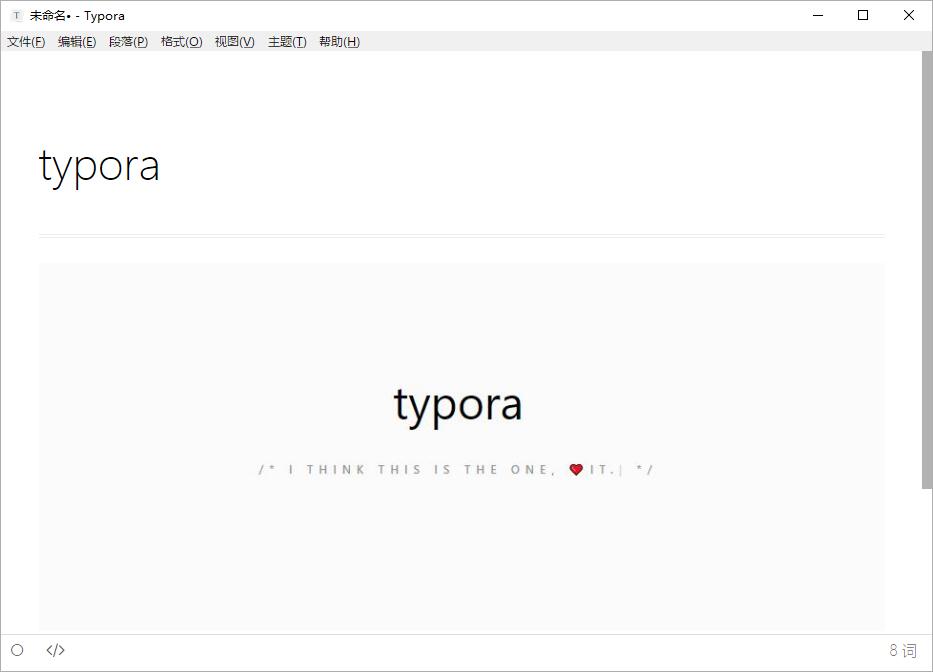 未命名• - Typora
文件(F) 编辑(E) 段落(P) 格式(O) 视图(V) 主题(T) 帮助(H)
typora
typora
/* I THINK THIS IS THE ONE, ❤IT.| */
</>
8 词